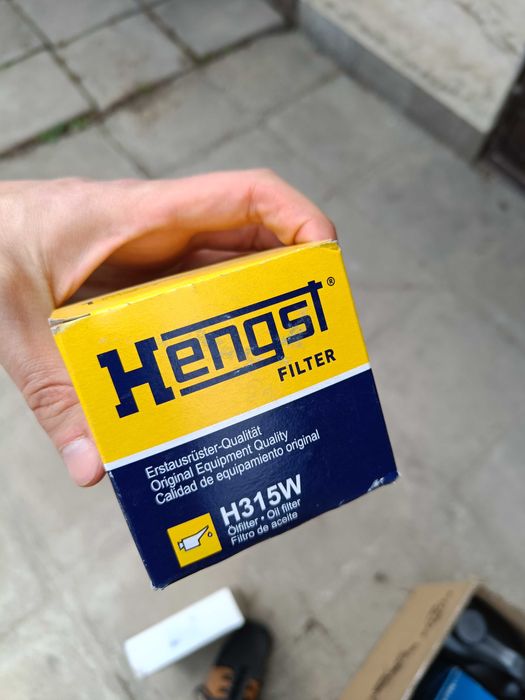 Hengst®
FILTER
Erstausrüster-Qualität
Original Equipment Quality
Calidad de equipamiento original
H315W
Ölfilter • Oil filter
Filtro de aceite